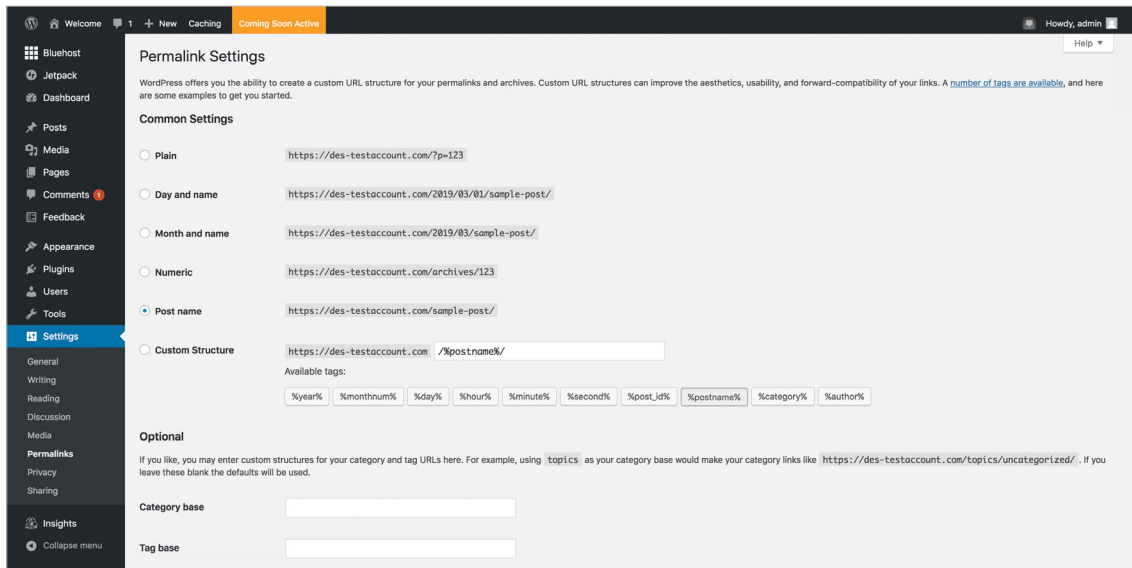 Welcome 1 New Caching Coming Soon Active Howdy, admin
Help
Bluehost
Jetpack
Dashboard
Posts
Media
Pages
Comments 1
Feedback
Appearance
Plugins
Users
Tools
Settings
General
Writing
Reading
Discussion
Media
Permalinks
Privacy
Sharing
Insights
Collapse menu
Permalink Settings
WordPress offers you the ability to create a custom URL structure for your permalinks and archives. Custom URL structures can improve the aesthetics, usability, and forward-compatibility of your links. A number of tags are available, and here
are some examples to get you started.
Common Settings
Plain https://des-testaccount.com/?p=123
Day and name https://des-testaccount.com/2019/03/01/sample-post/
Month and name https://des-testaccount.com/2019/03/sample-post/
Numeric https://des-testaccount.com/archives/123
Post name https://des-testaccount.com/sample-post/
Custom Structure https://des-testaccount.com /%postname%/
Available tags:
%year% %monthnum% %day% %hour% %minute% %second% %post_id% %postname% %category% %author%
Optional
If you like, you may enter custom structures for your category and tag URLs here. For example, using topics as your category base would make your category links like https://des-testaccount.com/topics/uncategorized/ . If you
leave these blank the defaults will be used.
Category base
Tag base